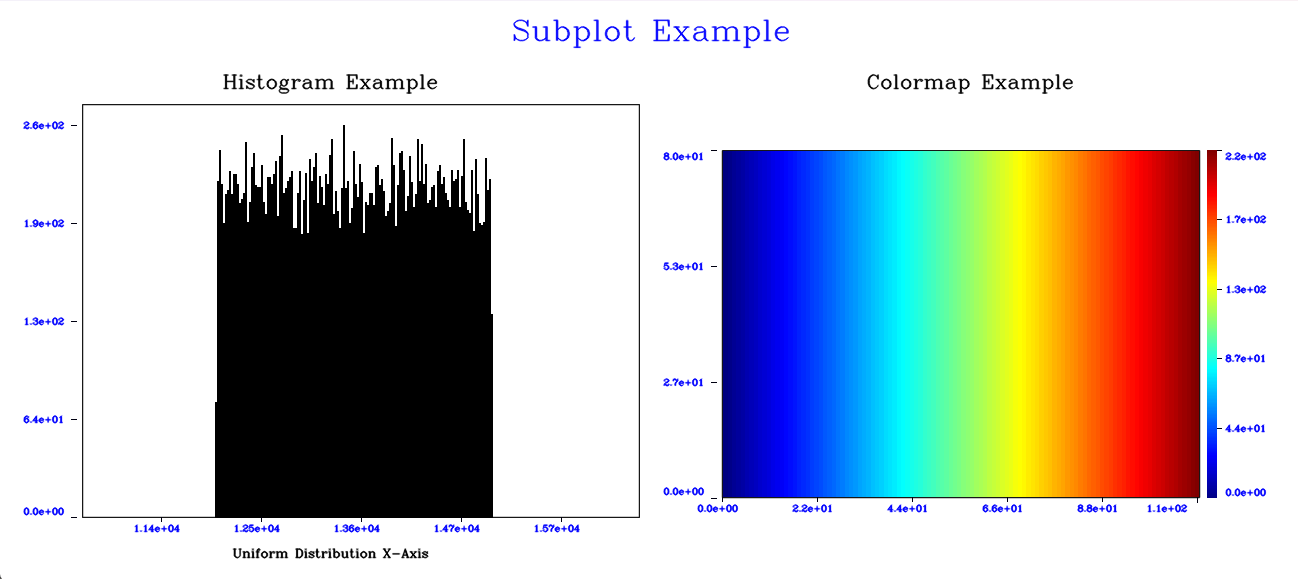 Subplot Example
Histogram Example
2.6e+02
1.9e+02
1.3e+02
6.4e+01
0.0e+00
1.14e+04 1.25e+04 1.36e+04 1.47e+04 1.57e+04
Uniform Distribution X-Axis
Colormap Example
8.0e+01
5.3e+01
2.7e+01
0.0e+00
0.0e+00 2.2e+01 4.4e+01 6.6e+01 8.8e+01 1.1e+02
2.2e+02
1.7e+02
1.3e+02
8.7e+01
4.4e+01
0.0e+00